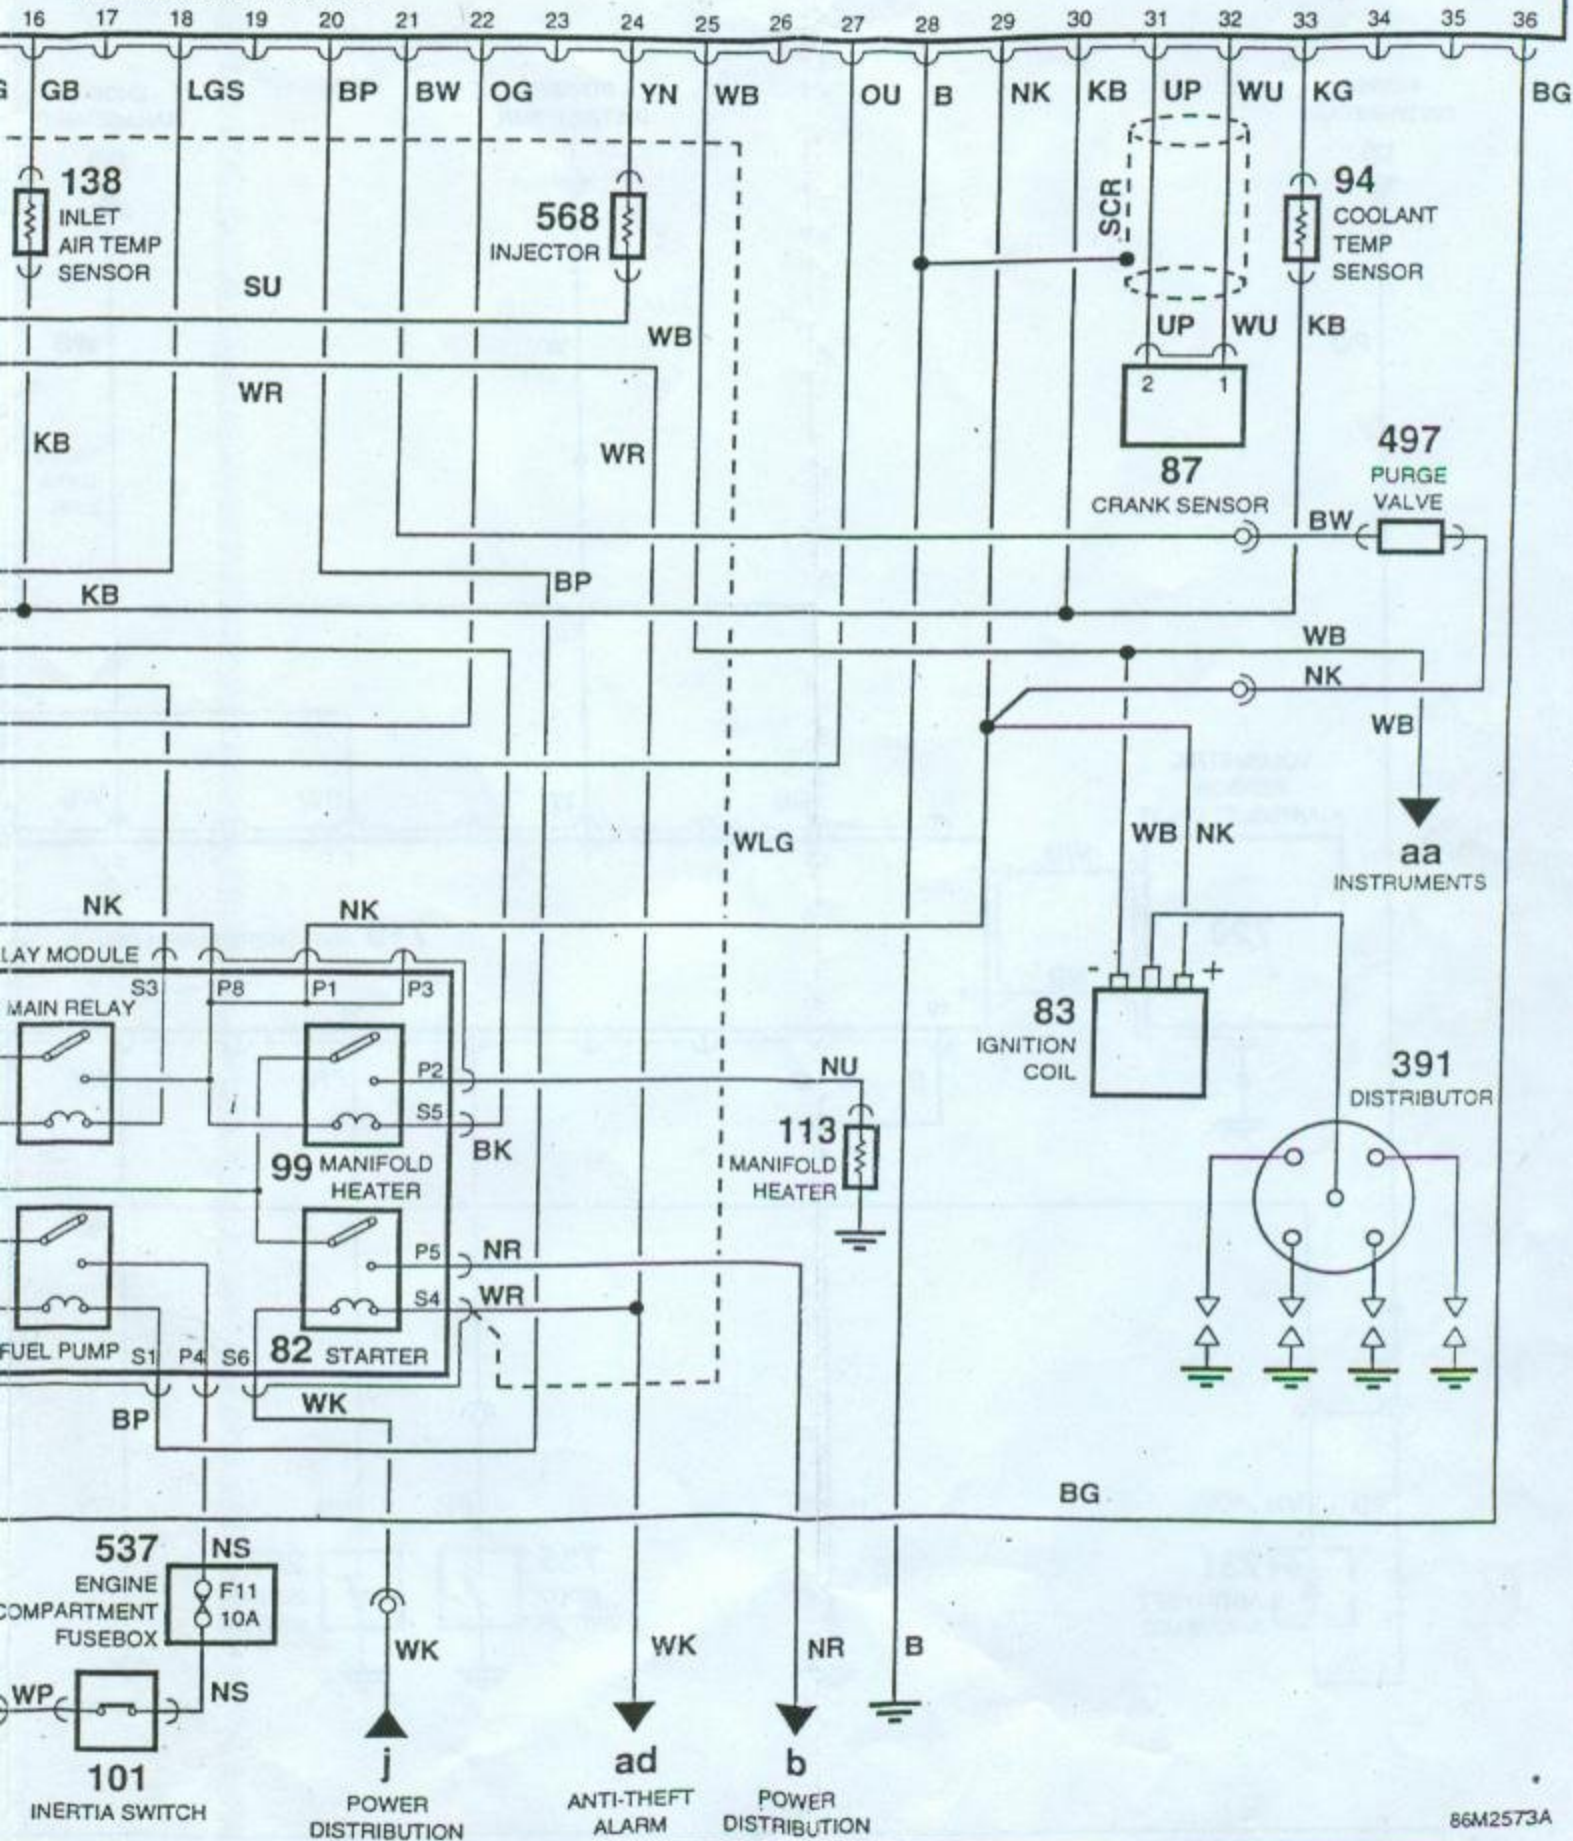 16 17 18 19 20 21 22 23 24 25 26 27 28 29 30 31 32 33 34 35 36
GB LGS BP BW OG YN WB OU B NK KB UP WU KG BG
138
INLET
AIR TEMP
SENSOR
568
INJECTOR
SCR
94
COOLANT
TEMP
SENSOR
SU
WB
UP WU KB
WR
2 1
KB
WR
497
PURGE
VALVE
87
CRANK SENSOR
BW
BP
KB
WB
NK
WB
WLG
WB NK
aa
INSTRUMENTS
NK NK
LAY MODULE
S3 P8 P1 P3
MAIN RELAY
- +
83
IGNITION
COIL
NU
P2
391
DISTRIBUTOR
S5
BK
113
MANIFOLD
HEATER
99 MANIFOLD
HEATER
P5 NR
S4 WR
FUEL PUMP S1 P4 S6 82 STARTER
BP WK
BG
537 NS
ENGINE
COMPARTMENT
FUSEBOX
F11
10A
WK WK NR B
WP NS
101
INERTIA SWITCH
j
POWER
DISTRIBUTION
ad
ANTI-THEFT
ALARM
b
POWER
DISTRIBUTION
86M2573A